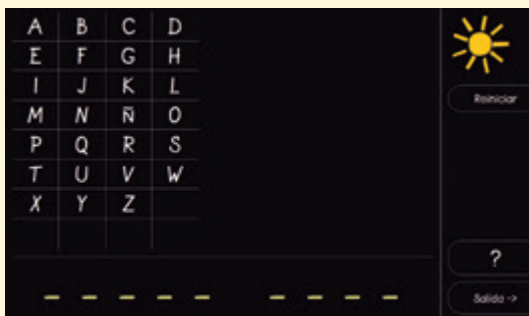 A B C D
E F G H
I J K L
M N Ñ O
P Q R S
T U V W
X Y Z
Reiniciar
?
Salida ->
_ _ _ _ _ _ _ _ _